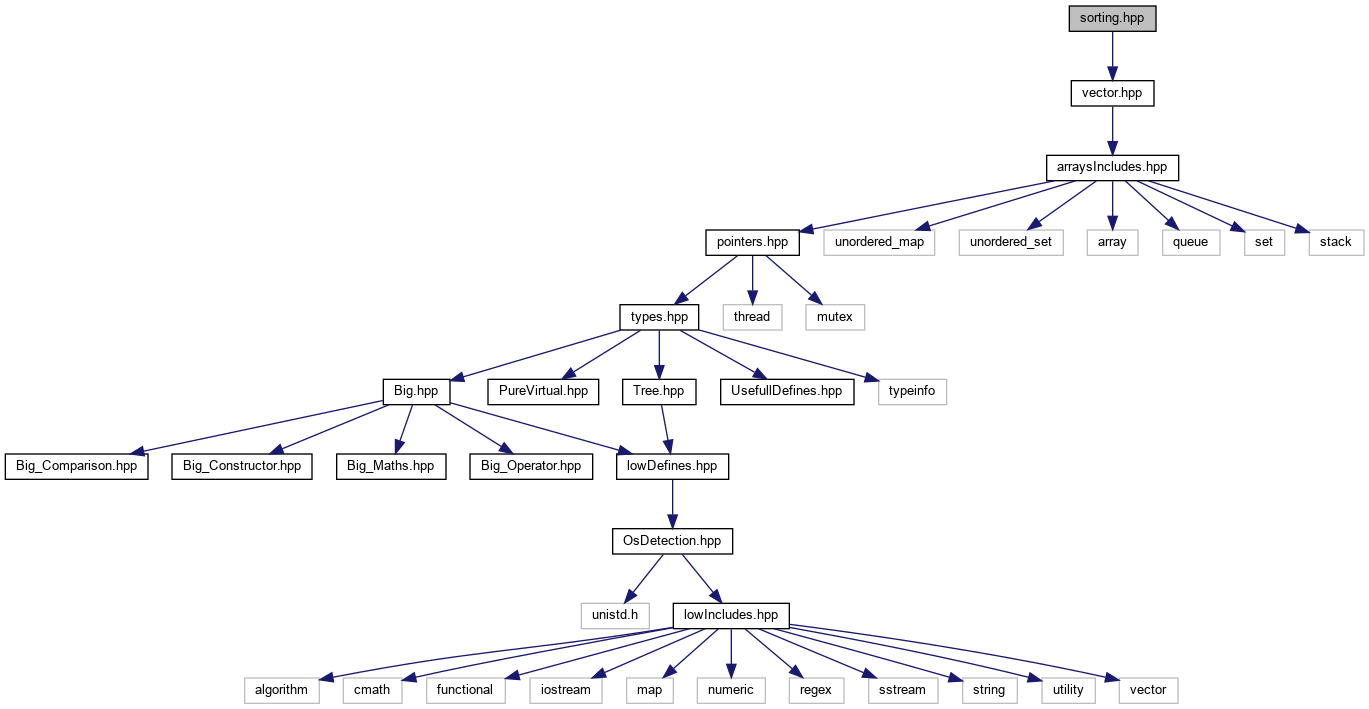 sorting.hpp
vector.hpp
arraysIncludes.hpp
pointers.hpp
unordered_map
unordered_set
array
queue
set
stack
types.hpp
thread
mutex
Big.hpp
PureVirtual.hpp
Tree.hpp
UsefullDefines.hpp
typeinfo
Big_Comparison.hpp
Big_Constructor.hpp
Big_Maths.hpp
Big_Operator.hpp
lowDefines.hpp
OsDetection.hpp
unistd.h
lowIncludes.hpp
algorithm
cmath
functional
iostream
map
numeric
regex
sstream
string
utility
vector